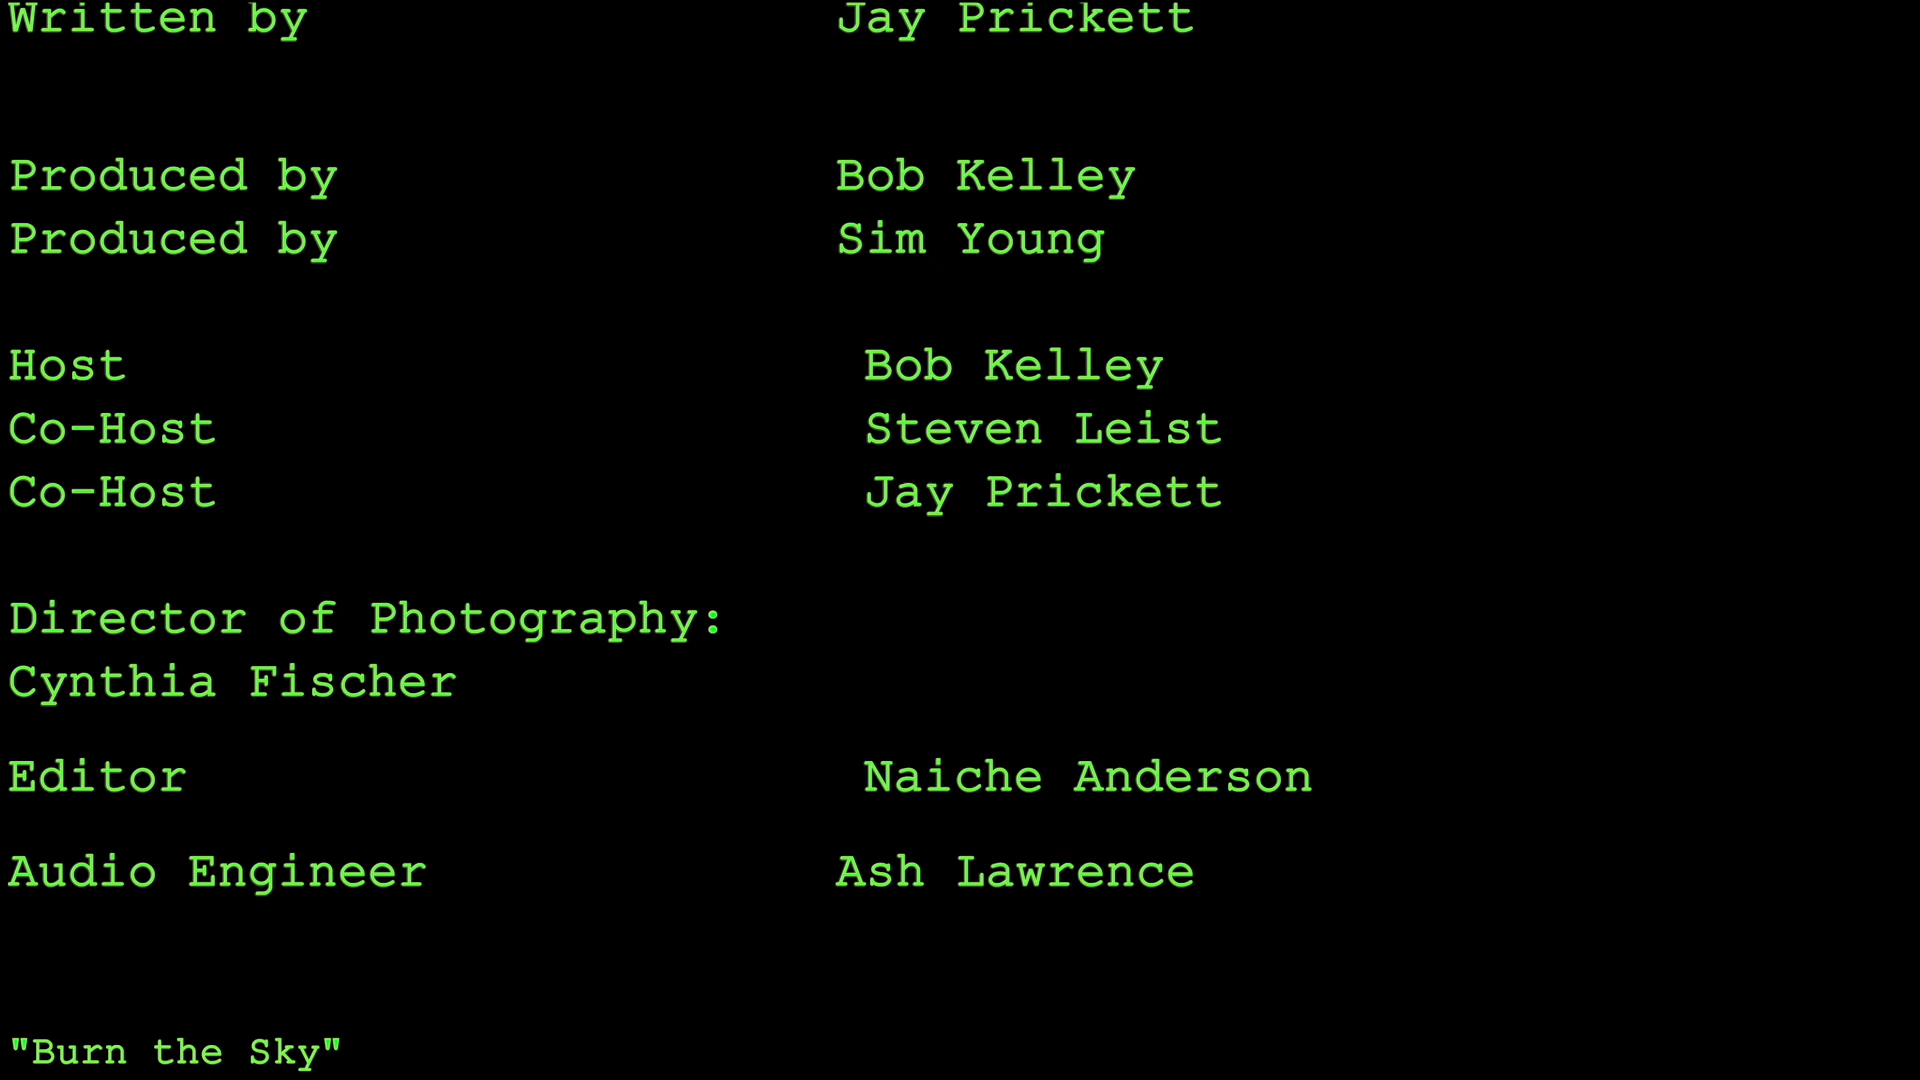 Written by Jay Prickett
Produced by Bob Kelley
Produced by Sim Young
Host Bob Kelley
Co-Host Steven Leist
Co-Host Jay Prickett
Director of Photography:
Cynthia Fischer
Editor Naiche Anderson
Audio Engineer Ash Lawrence
"Burn the Sky"